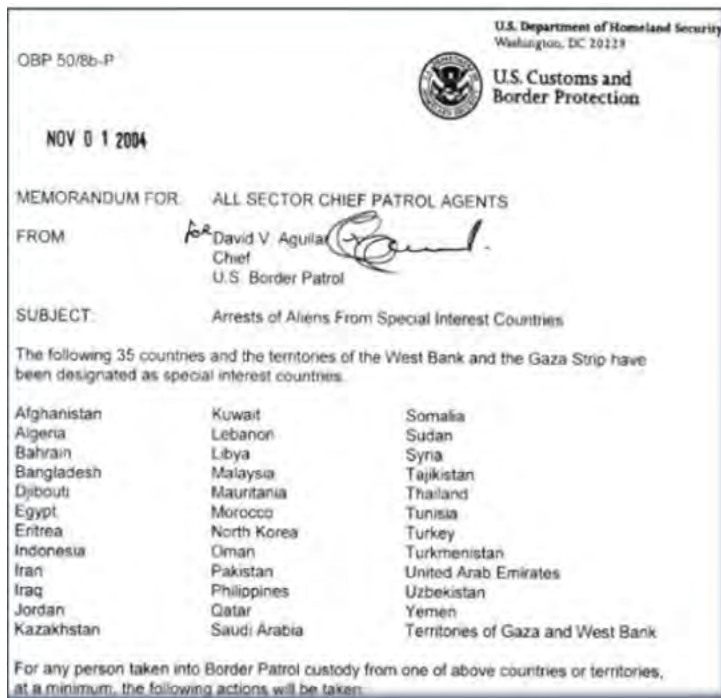 U.S. Department of Homeland Security
Washington, DC 20229
OBP 50/8b-P
U.S. Customs and
Border Protection
NOV 0 1 2004
MEMORANDUM FOR: ALL SECTOR CHIEF PATROL AGENTS
FROM for David V. Aguilar
Chief
U.S. Border Patrol
SUBJECT: Arrests of Aliens From Special Interest Countries
The following 35 countries and the territories of the West Bank and the Gaza Strip have
been designated as special interest countries.
Afghanistan Kuwait Somalia
Algeria Lebanon Sudan
Bahrain Libya Syria
Bangladesh Malaysia Tajikistan
Djibouti Mauritania Thailand
Egypt Morocco Tunisia
Eritrea North Korea Turkey
Indonesia Oman Turkmenistan
Iran Pakistan United Arab Emirates
Iraq Philippines Uzbekistan
Jordan Qatar Yemen
Kazakhstan Saudi Arabia Territories of Gaza and West Bank
For any person taken into Border Patrol custody from one of above countries or territories,
at a minimum, the following actions will be taken: